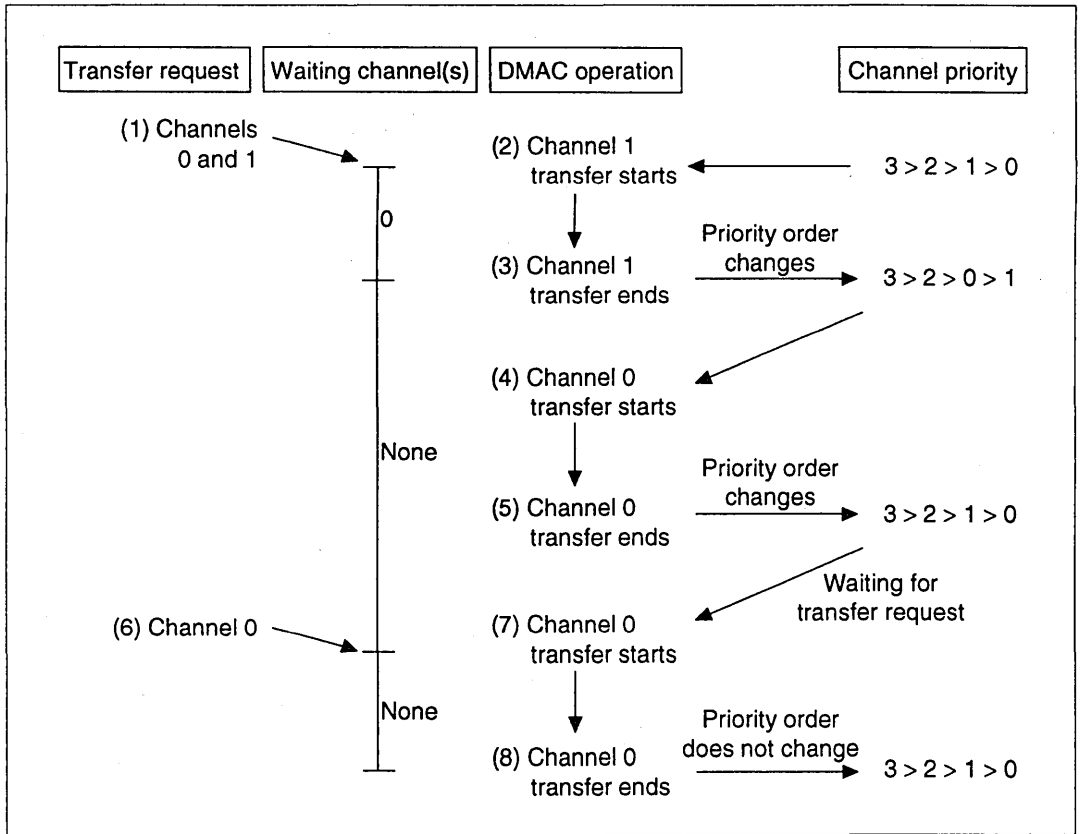 Transfer request
Waiting channel(s)
DMAC operation
Channel priority
(1) Channels
0 and 1
(2) Channel 1
transfer starts
3 > 2 > 1 > 0
0
(3) Channel 1
transfer ends
Priority order
changes
3 > 2 > 0 > 1
(4) Channel 0
transfer starts
None
(5) Channel 0
transfer ends
Priority order
changes
3 > 2 > 1 > 0
Waiting for
transfer request
(6) Channel 0
(7) Channel 0
transfer starts
None
(8) Channel 0
transfer ends
Priority order
does not change
3 > 2 > 1 > 0